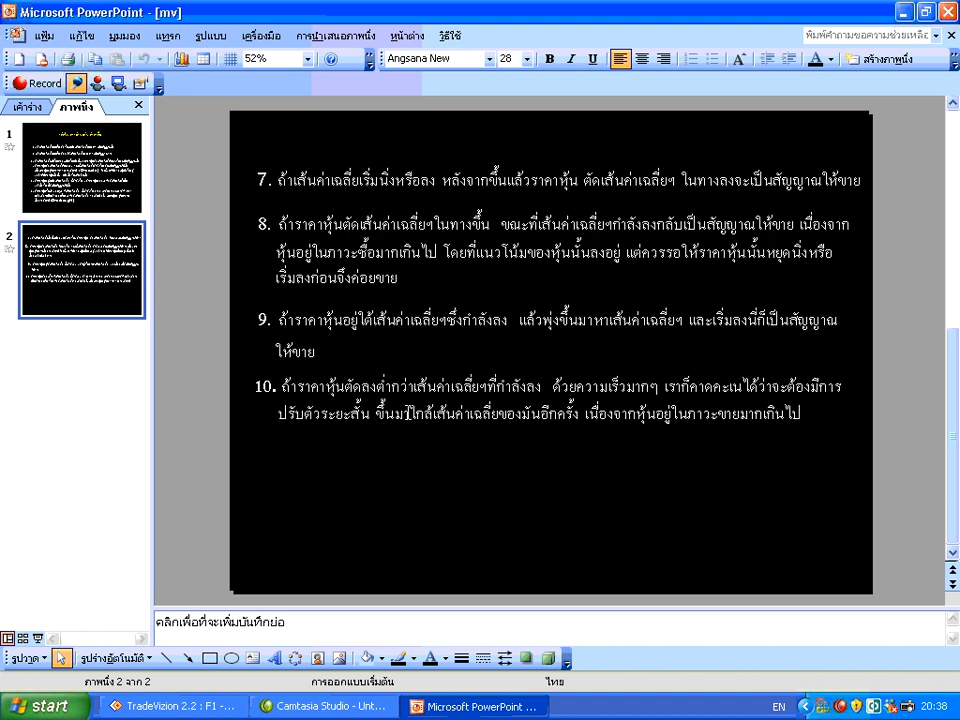 Microsoft PowerPoint - [mv]
แฟ้ม แก้ไข มุมมอง แทรก รูปแบบ เครื่องมือ การนำเสนอภาพนิ่ง หน้าต่าง วิธีใช้
พิมพ์คำถามขอความช่วยเหลือ
52% Angsana New 28 B I U A A สร้างภาพนิ่ง
Record
เค้าร่าง ภาพนิ่ง
1
2
7. ถ้าเส้นค่าเฉลี่ยเริ่มนิ่งหรือลง หลังจากขึ้นแล้วราคาหุ้น ตัดเส้นค่าเฉลี่ยฯ ในทางลงจะเป็นสัญญาณให้ขาย
8. ถ้าราคาหุ้นตัดเส้นค่าเฉลี่ยฯในทางขึ้น ขณะที่เส้นค่าเฉลี่ยฯกำลังลงกลับเป็นสัญญาณให้ขาย เนื่องจาก
หุ้นอยู่ในภาวะซื้อมากเกินไป โดยที่แนวโน้มของหุ้นนั้นลงอยู่ แต่ควรรอให้ราคาหุ้นนั้นหยุดนิ่งหรือ
เริ่มลงก่อนจึงค่อยขาย
9. ถ้าราคาหุ้นอยู่ใต้เส้นค่าเฉลี่ยฯซึ่งกำลังลง แล้วพุ่งขึ้นมาหาเส้นค่าเฉลี่ยฯ และเริ่มลงนี่ก็เป็นสัญญาณ
ให้ขาย
10. ถ้าราคาหุ้นตัดลงต่ำกว่าเส้นค่าเฉลี่ยฯที่กำลังลง ด้วยความเร็วมากๆ เราก็คาดคะเนได้ว่าจะต้องมีการ
ปรับตัวระยะสั้น ขึ้นมาใกล้เส้นค่าเฉลี่ยของมันอีกครั้ง เนื่องจากหุ้นอยู่ในภาวะขายมากเกินไป
คลิกเพื่อที่จะเพิ่มบันทึกย่อ
รูปวาด รูปร่างอัตโนมัติ
ภาพนิ่ง 2 จาก 2 การออกแบบเริ่มต้น ไทย
start TradeVizion 2.2 : F1 -... Camtasia Studio - Unt... Microsoft PowerPoint ... EN 20:38